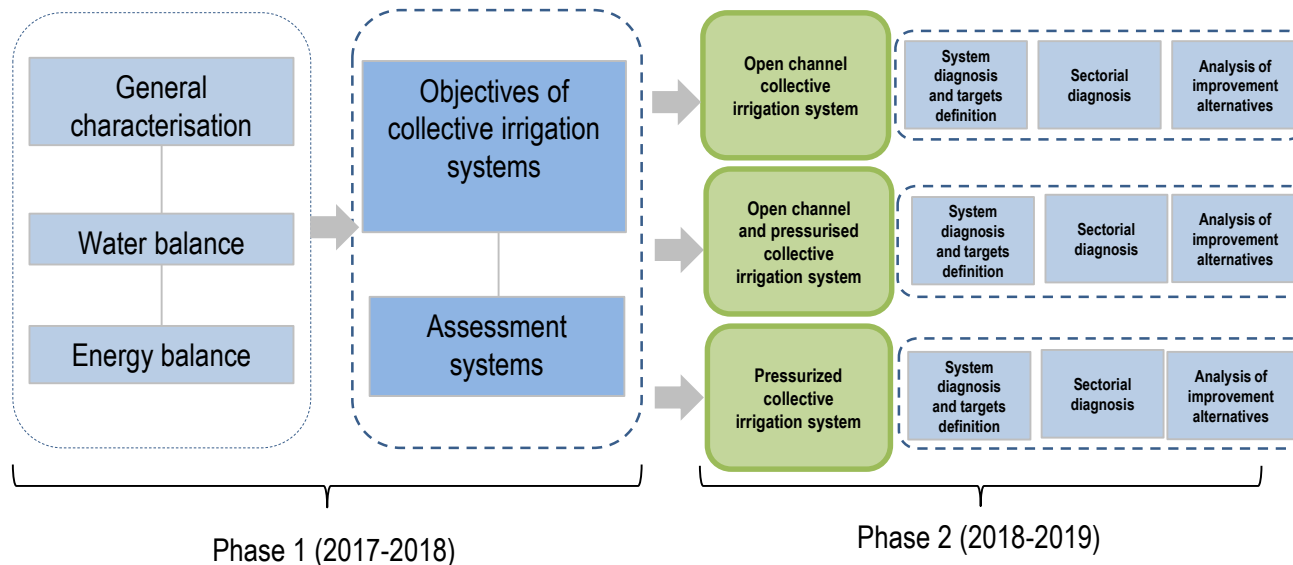 General
characterisation
Water balance
Energy balance
Objectives of
collective irrigation
systems
Assessment
systems
Open channel
collective
irrigation system
System
diagnosis
and targets
definition
Sectorial
diagnosis
Analysis of
improvement
alternatives
Open channel
and pressurised
collective
irrigation system
System
diagnosis
and targets
definition
Sectorial
diagnosis
Analysis of
improvement
alternatives
Pressurized
collective
irrigation system
System
diagnosis
and targets
definition
Sectorial
diagnosis
Analysis of
improvement
alternatives
Phase 1 (2017-2018)
Phase 2 (2018-2019)